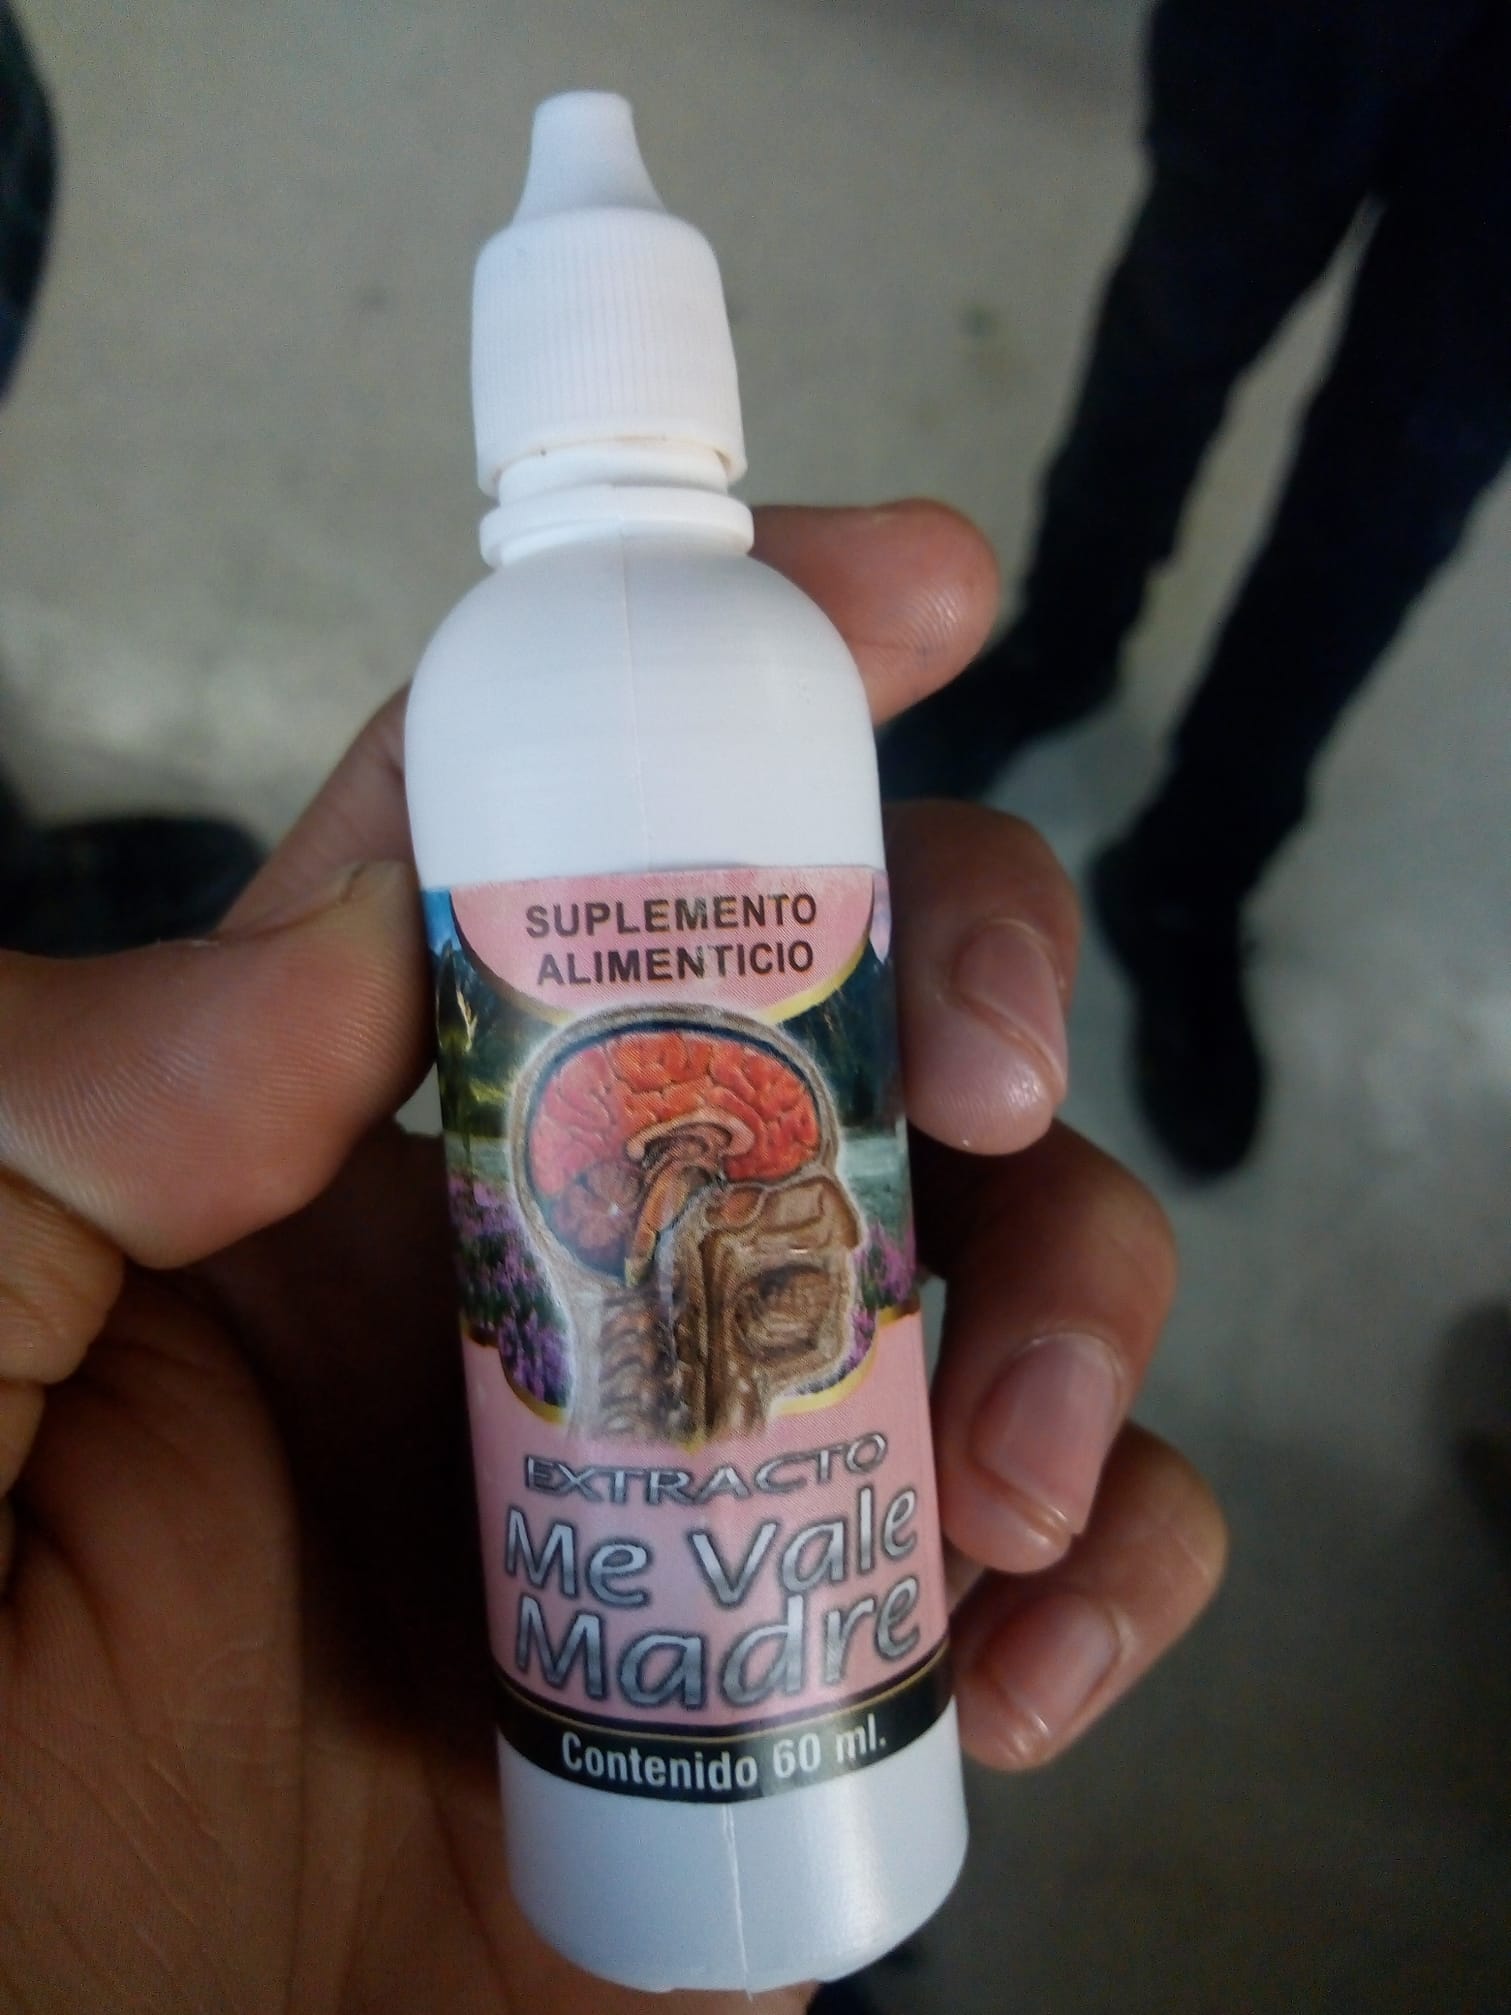 SUPLEMENTO
ALIMENTICIO
EXTRACTO
Me Vale
Madre
Contenido 60 ml.